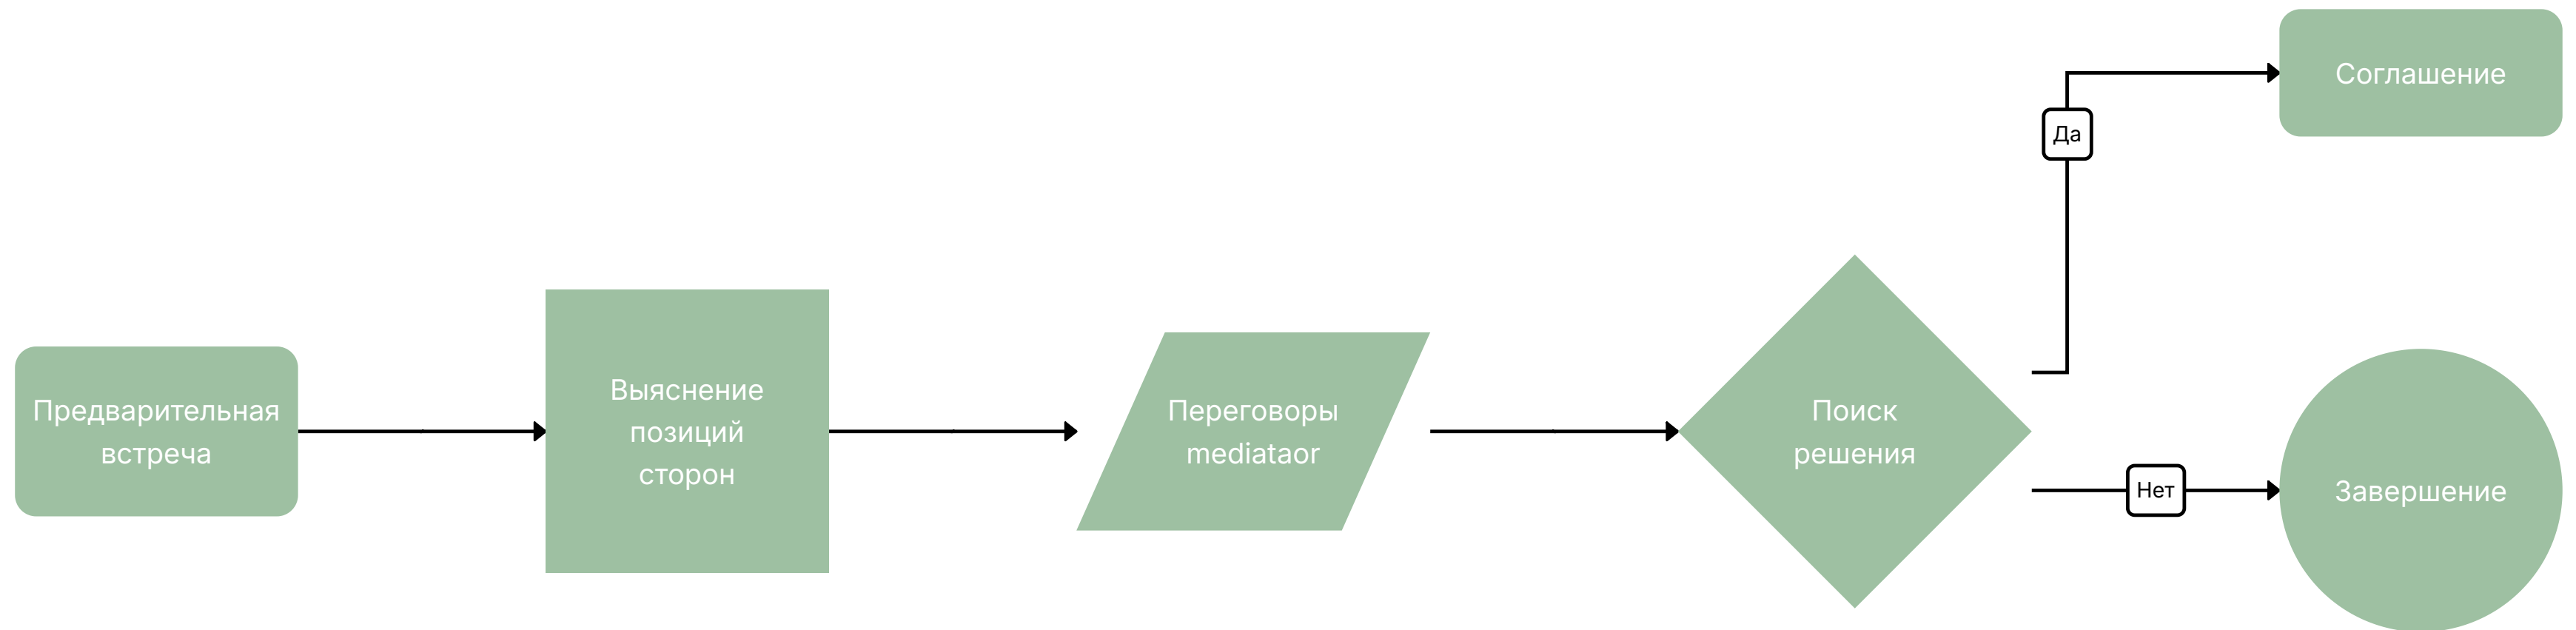 Соглашение
Да
Предварительная
встреча
Выяснение
позиций
сторон
Переговоры
mediataor
Поиск
решения
Нет
Завершение